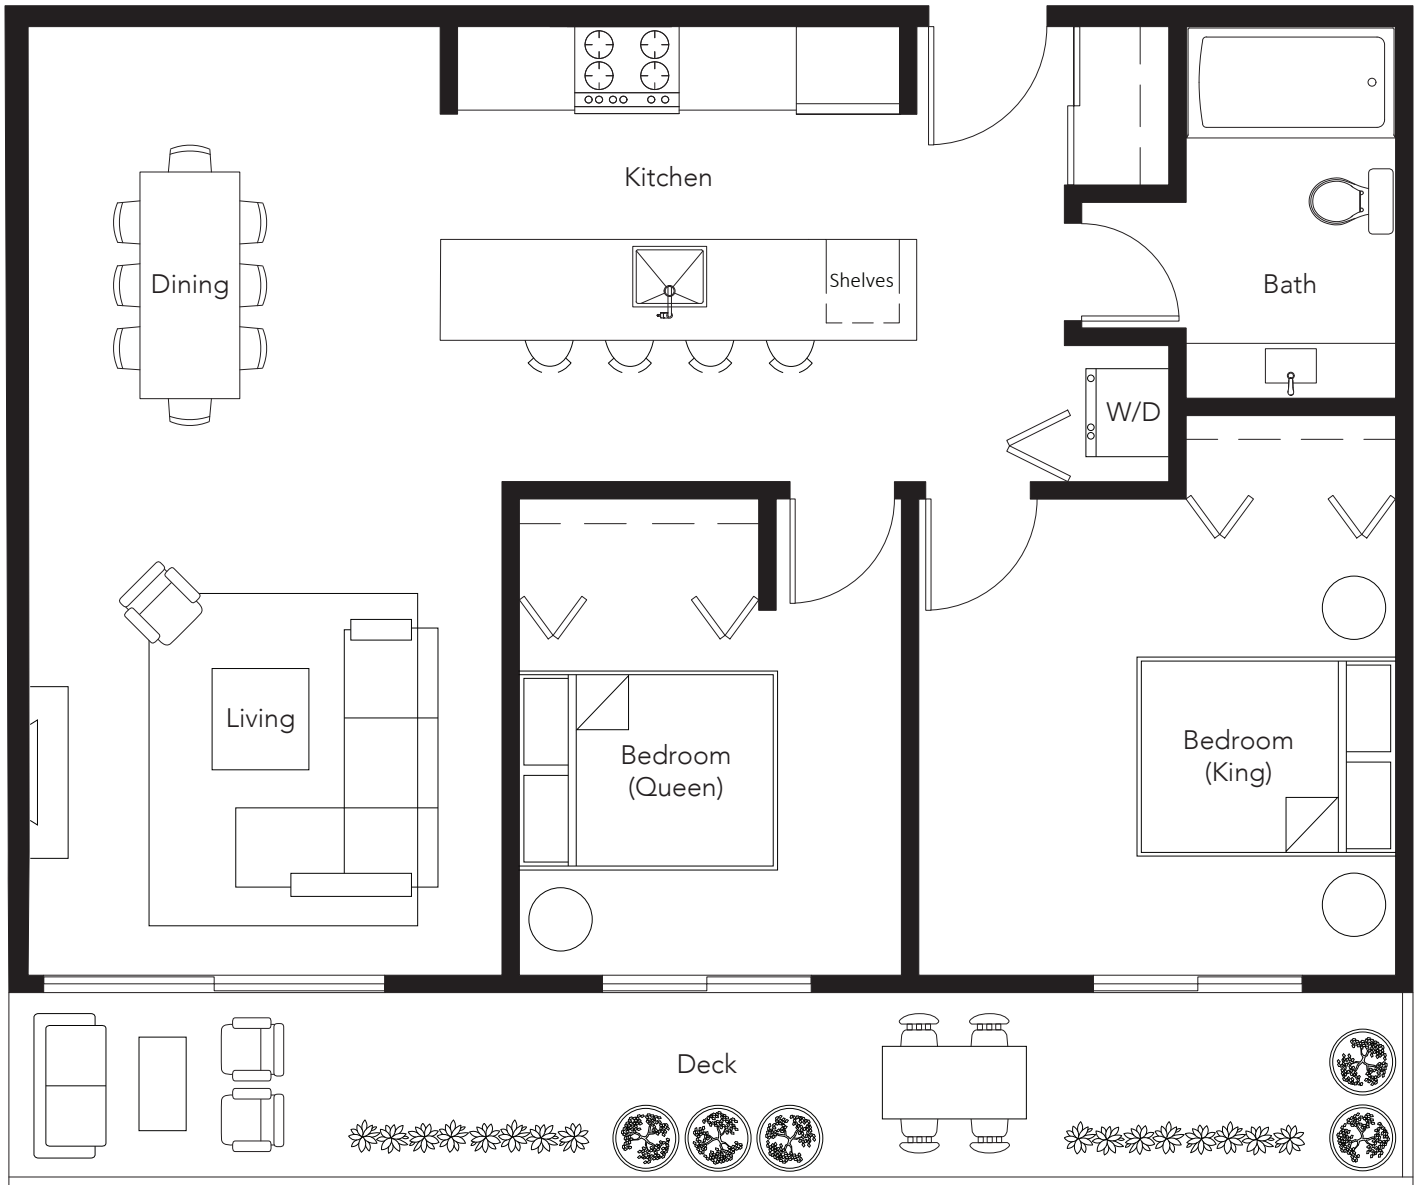 Kitchen
Dining
Shelves
Bath
W/D
Living
Bedroom
(Queen)
Bedroom
(King)
Deck